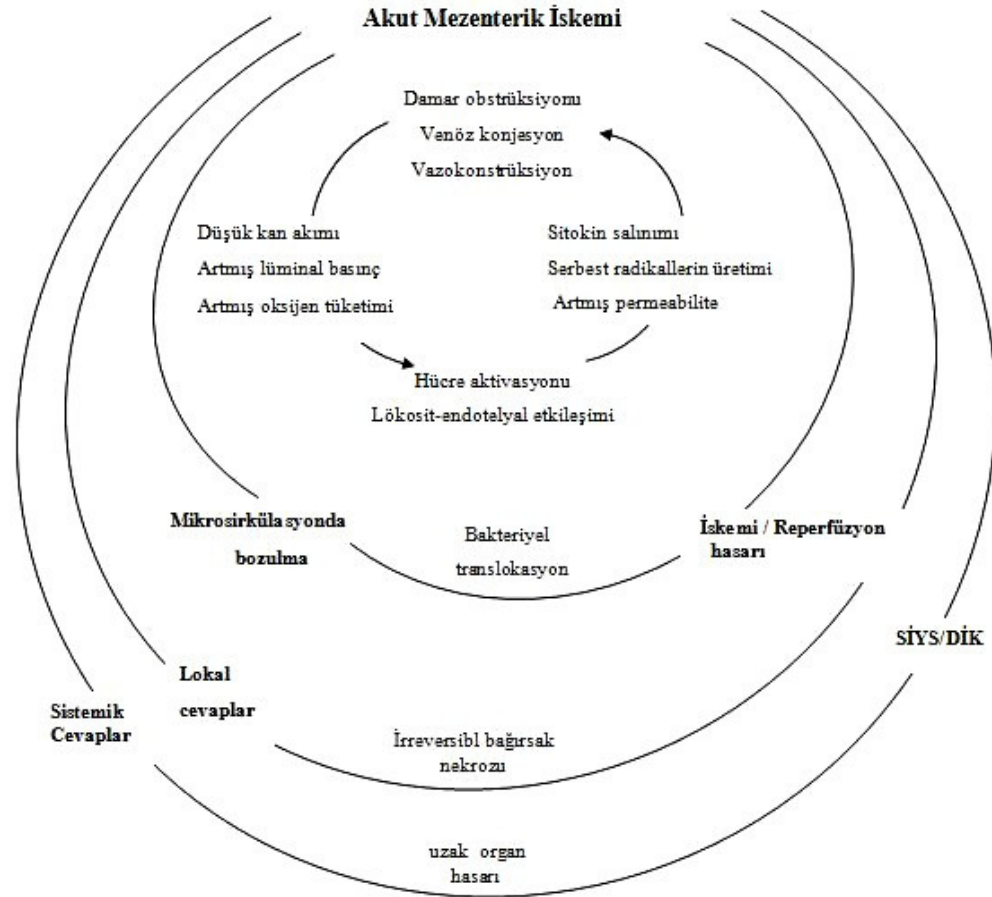 Akut Mezenterik İskemi
Damar obstrüksiyonu
Venöz konjesyon
Vazokonstrüksiyon
Düşük kan akımı
Artmış lüminal basınç
Artmış oksijen tüketimi
Sitokin salınımı
Serbest radikallerin üretimi
Artmış permeabilite
Hücre aktivasyonu
Lökosit-endotelyal etkileşimi
Mikrosirkülasyonda
bozulma
Bakteriyel
translokasyon
İskemi / Reperfüzyon
hasarı
SİYS/DİK
Lokal
cevaplar
Sistemik
Cevaplar
İrreversibl bağırsak
nekrozu
uzak organ
hasarı